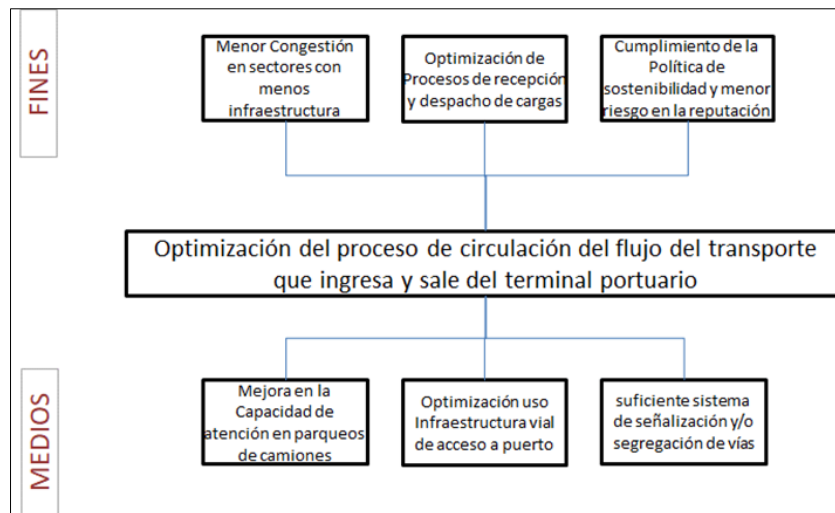 FINES
Menor Congestión
en sectores con
menos
infraestructura
Optimización de
Procesos de recepción
y despacho de cargas
Cumplimiento de la
Política de
sostenibilidad y menor
riesgo en la reputación
Optimización del proceso de circulación del flujo del transporte
que ingresa y sale del terminal portuario
MEDIOS
Mejora en la
Capacidad de
atención en parqueos
de camiones
Optimización uso
Infraestructura vial
de acceso a puerto
suficiente sistema
de señalización y/o
segregación de vías